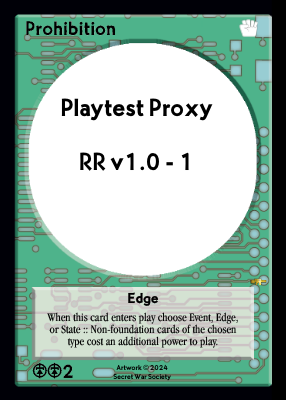 Prohibition
Playtest Proxy
RR v1.0 - 1
Edge
When this card enters play choose Event, Edge,
or State :: Non-foundation cards of the chosen
type cost an additional power to play.
2
Artwork © 2024
Secret War Society